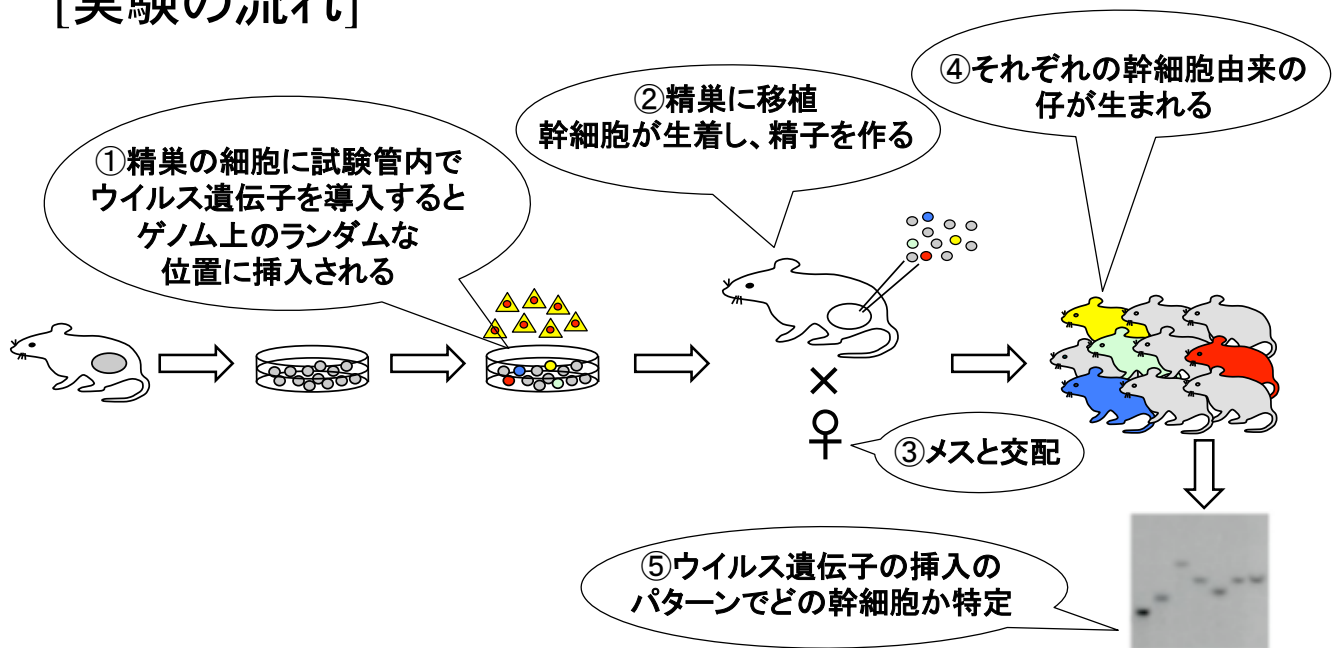 [実験の流れ]
①精巣の細胞に試験管内で
ウイルス遺伝子を導入すると
ゲノム上のランダムな
位置に挿入される
②精巣に移植
幹細胞が生着し、精子を作る
④それぞれの幹細胞由来の
仔が生まれる
×
♀
③メスと交配
⑤ウイルス遺伝子の挿入の
パターンでどの幹細胞か特定